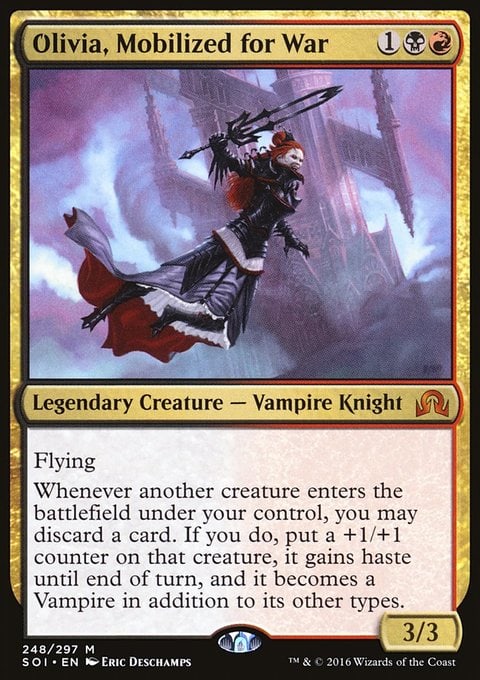 Olivia, Mobilized for War 1
Legendary Creature — Vampire Knight
Flying
Whenever another creature enters the
battlefield under your control, you may
discard a card. If you do, put a +1/+1
counter on that creature, it gains haste
until end of turn, and it becomes a
Vampire in addition to its other types.
3/3
248/297 M
SOI • EN Eric Deschamps
™ & © 2016 Wizards of the Coast